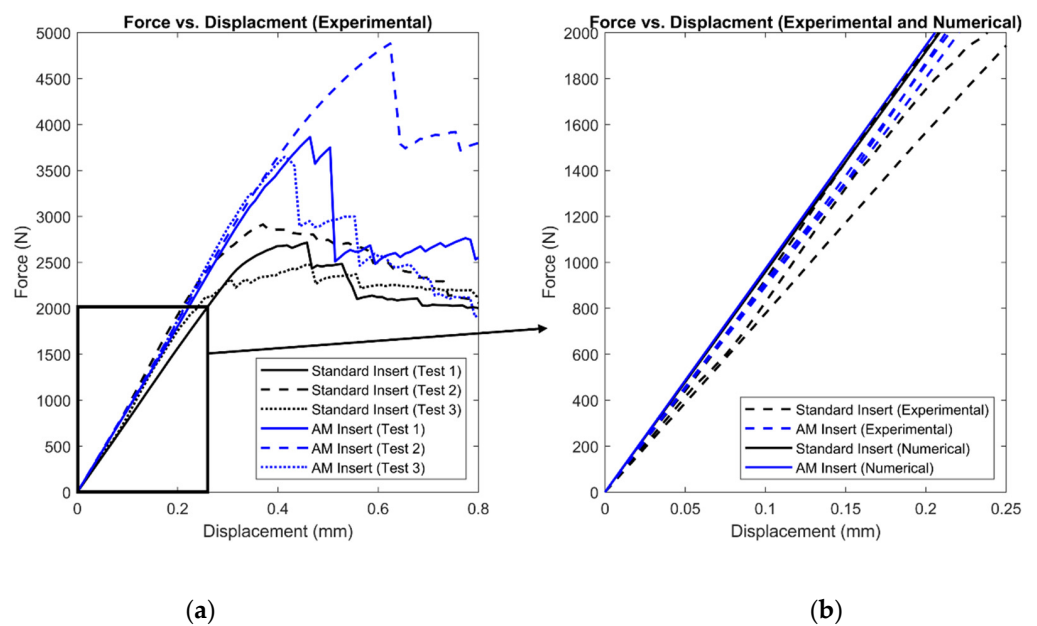 Force vs. Displacment (Experimental)
5000
4500
4000
3500
3000
2500
2000
1500
1000
500
0
Force (N)
Standard Insert (Test 1)
Standard Insert (Test 2)
Standard Insert (Test 3)
AM Insert (Test 1)
AM Insert (Test 2)
AM Insert (Test 3)
0 0.2 0.4 0.6 0.8
Displacement (mm)
(a)
Force vs. Displacment (Experimental and Numerical)
2000
1800
1600
1400
1200
1000
800
600
400
200
0
Force (N)
Standard Insert (Experimental)
AM Insert (Experimental)
Standard Insert (Numerical)
AM Insert (Numerical)
0 0.05 0.1 0.15 0.2 0.25
Displacement (mm)
(b)